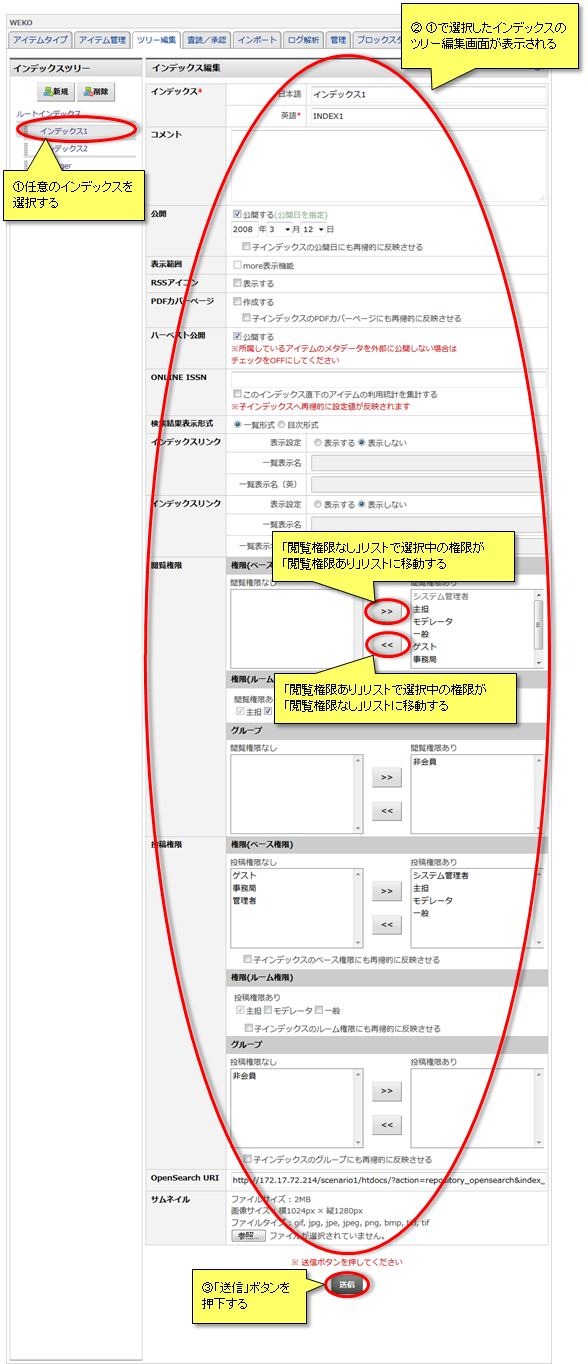 WEKO
アイテムタイプ アイテム管理 ツリー編集 査読／承認 インポート ログ解析 管理
② ①で選択したインデックスの
ツリー編集画面が表示される
インデックスツリー
新規 削除
ルートインデックス
インデックス1
①任意のインデックスを
選択する
インデックス編集
インデックス* 日本語 インデックス1
英語* INDEX1
コメント
公開 公開する(公開日を指定)
2008 年 3 月 12 日
子インデックスの公開日にも再帰的に反映させる
表示範囲 more表示機能
RSSアイコン 表示する
PDFカバーページ 作成する
子インデックスのPDFカバーページにも再帰的に反映させる
ハーベスト公開 公開する
※所属しているアイテムのメタデータを外部に公開しない場合は
チェックをOFFにしてください
ONLINE ISSN
このインデックス直下のアイテムの利用統計を集計する
※子インデックスへ再帰的に設定値が反映されます
検索結果表示形式 一覧形式 目次形式
インデックスリンク 表示設定 表示する 表示しない
一覧表示名
一覧表示名（英）
インデックスリンク 表示設定 表示する 表示しない
一覧表示名
「閲覧権限なし」リストで選択中の権限が
「閲覧権限あり」リストに移動する
閲覧権限 権限(ベース
閲覧権限なし 閲覧権限あり
>>
<<
システム管理者
主担
モデレータ
一般
ゲスト
事務局
「閲覧権限あり」リストで選択中の権限が
「閲覧権限なし」リストに移動する
権限(ルーム
閲覧権限あ
主担
グループ
閲覧権限なし 閲覧権限あり
非会員
>>
<<
投稿権限 権限(ベース権限)
投稿権限なし 投稿権限あり
ゲスト
事務局
管理者
>>
<<
システム管理者
主担
モデレータ
一般
子インデックスのベース権限にも再帰的に反映させる
権限(ルーム権限)
投稿権限あり
主担 モデレータ 一般
子インデックスのルーム権限にも再帰的に反映させる
グループ
投稿権限なし 投稿権限あり
非会員
>>
<<
子インデックスのグループにも再帰的に反映させる
OpenSearch URI http://172.17.72.214/scenario1/htdocs/?action=repository_opensearch&index_
サムネイル ファイルサイズ : 2MB
画像サイズ : 横1024px × 縦1280px
ファイルタイプ : gif, jpg, jpe, jpeg, png, bmp, tiff, tif
参照... ファイルが選択されていません。
※ 送信ボタンを押してください
送信
③「送信」ボタンを
押下する